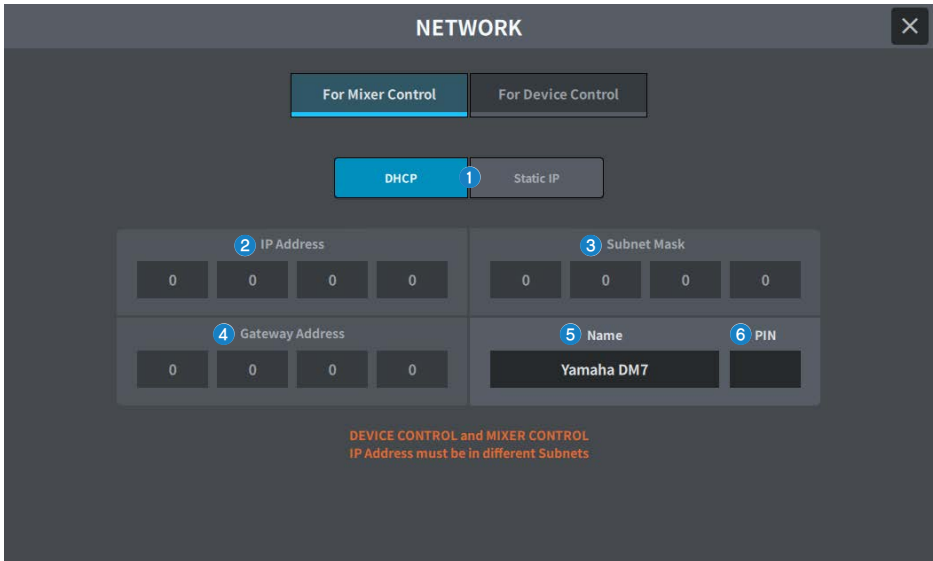 NETWORK
For Mixer Control For Device Control
DHCP 1 Static IP
2 IP Address 3 Subnet Mask
0 0 0 0 0 0 0 0
4 Gateway Address 5 Name 6 PIN
0 0 0 0 Yamaha DM7
DEVICE CONTROL and MIXER CONTROL
IP Address must be in different Subnets